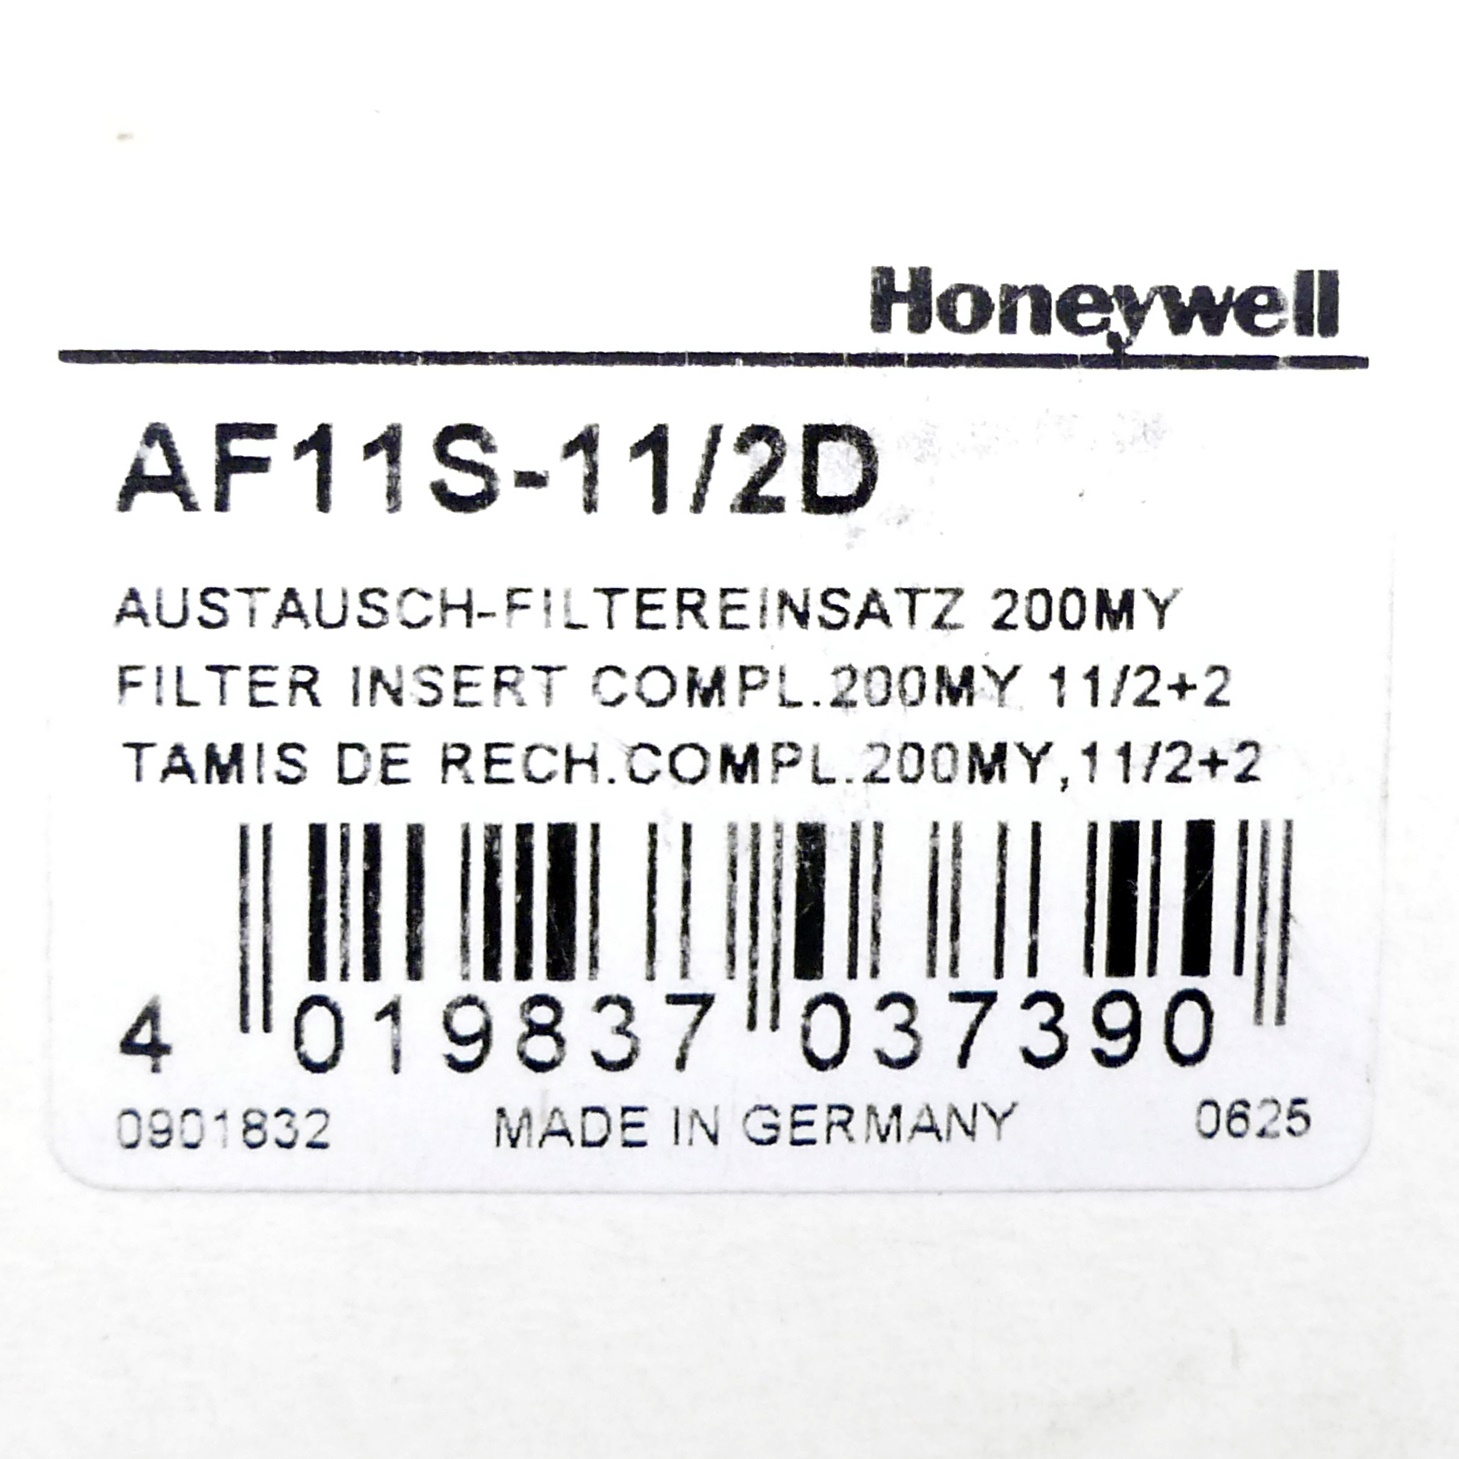 Honeywell
AF11S-11/2D
AUSTAUSCH-FILTEREINSATZ 200MY
FILTER INSERT COMPL.200MY 11/2+2
TAMIS DE RECH.COMPL.200MY,11/2+2
4 019837 037390
0901832 MADE IN GERMANY 0625